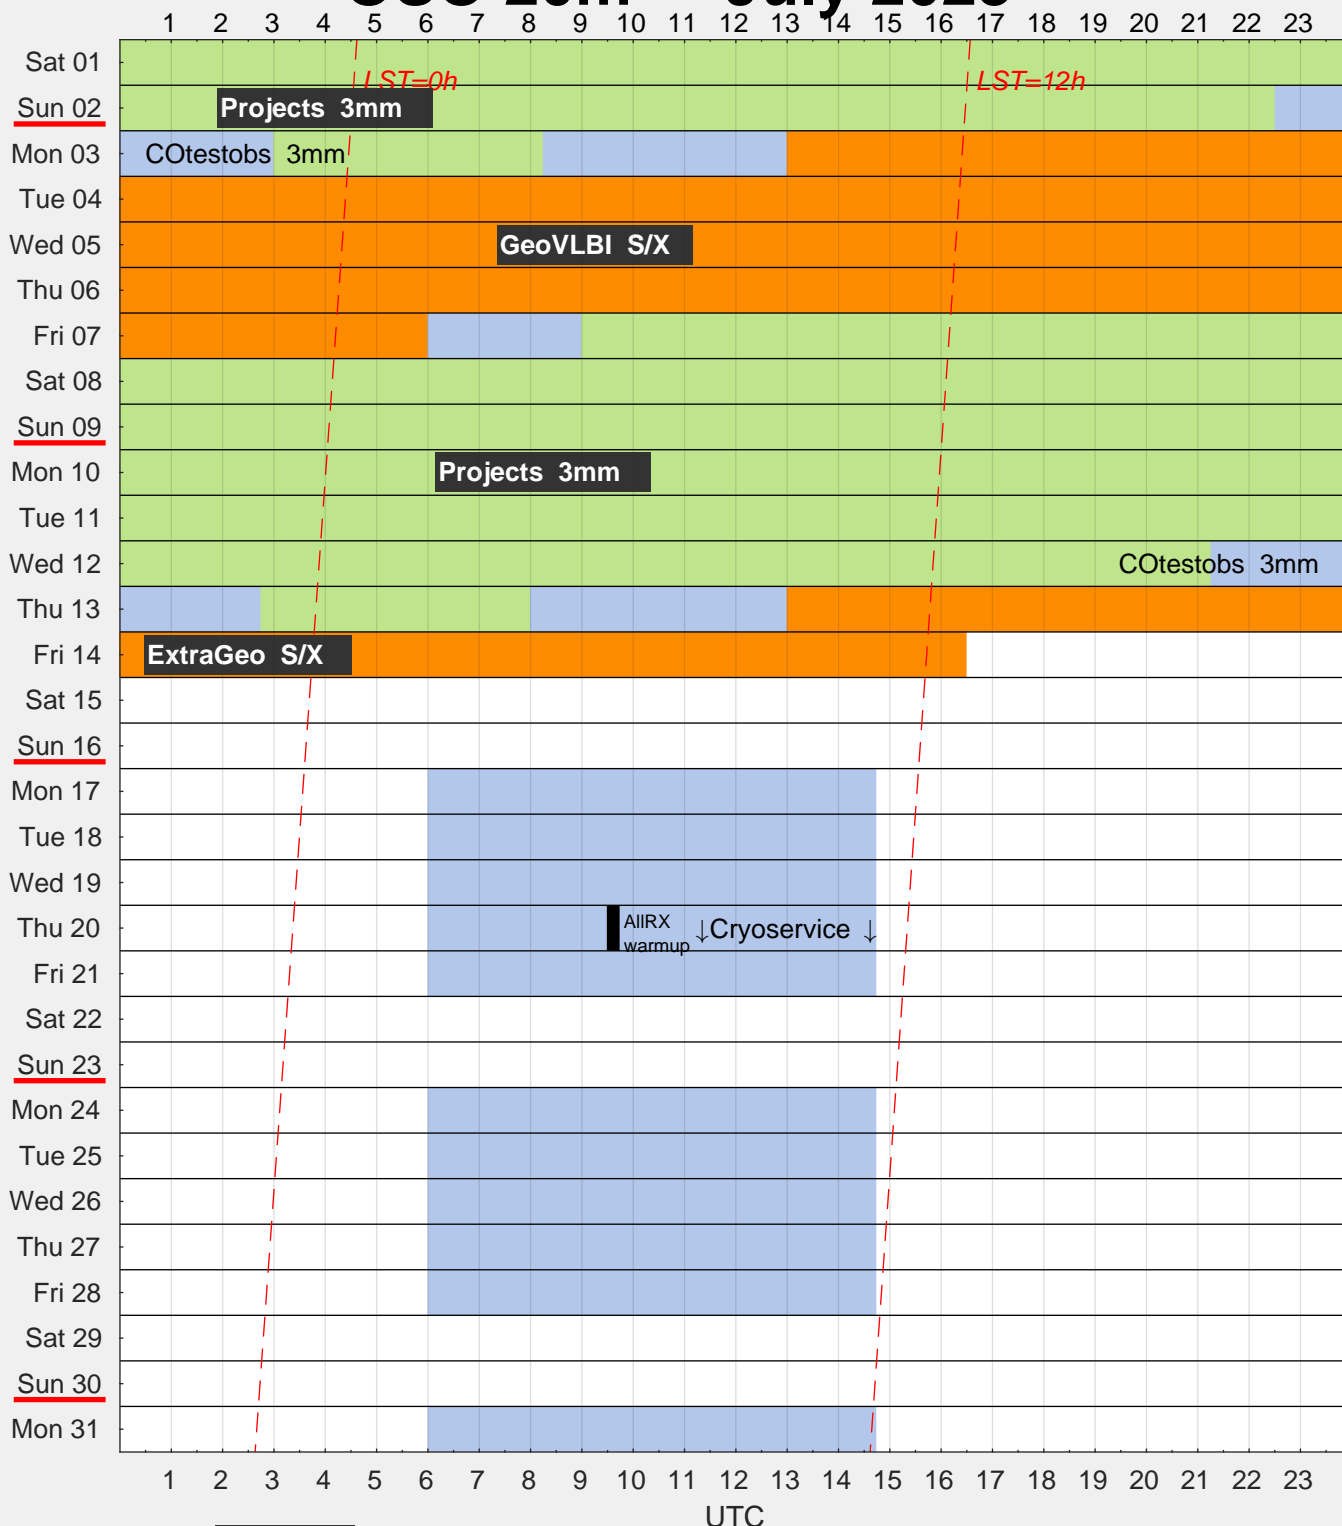 July 2023
1 2 3 4 5 6 7 8 9 10 11 12 13 14 15 16 17 18 19 20 21 22 23
Sat 01
LST=0h LST=12h
Sun 02 Projects 3mm
Mon 03 COtestobs 3mm
Tue 04
Wed 05 GeoVLBI S/X
Thu 06
Fri 07
Sat 08
Sun 09
Mon 10 Projects 3mm
Tue 11
Wed 12 COtestobs 3mm
Thu 13
Fri 14 ExtraGeo S/X
Sat 15
Sun 16
Mon 17
Tue 18
Wed 19
Thu 20 AllRX warmup ↓Cryoservice ↓
Fri 21
Sat 22
Sun 23
Mon 24
Tue 25
Wed 26
Thu 27
Fri 28
Sat 29
Sun 30
Mon 31
1 2 3 4 5 6 7 8 9 10 11 12 13 14 15 16 17 18 19 20 21 22 23
UTC